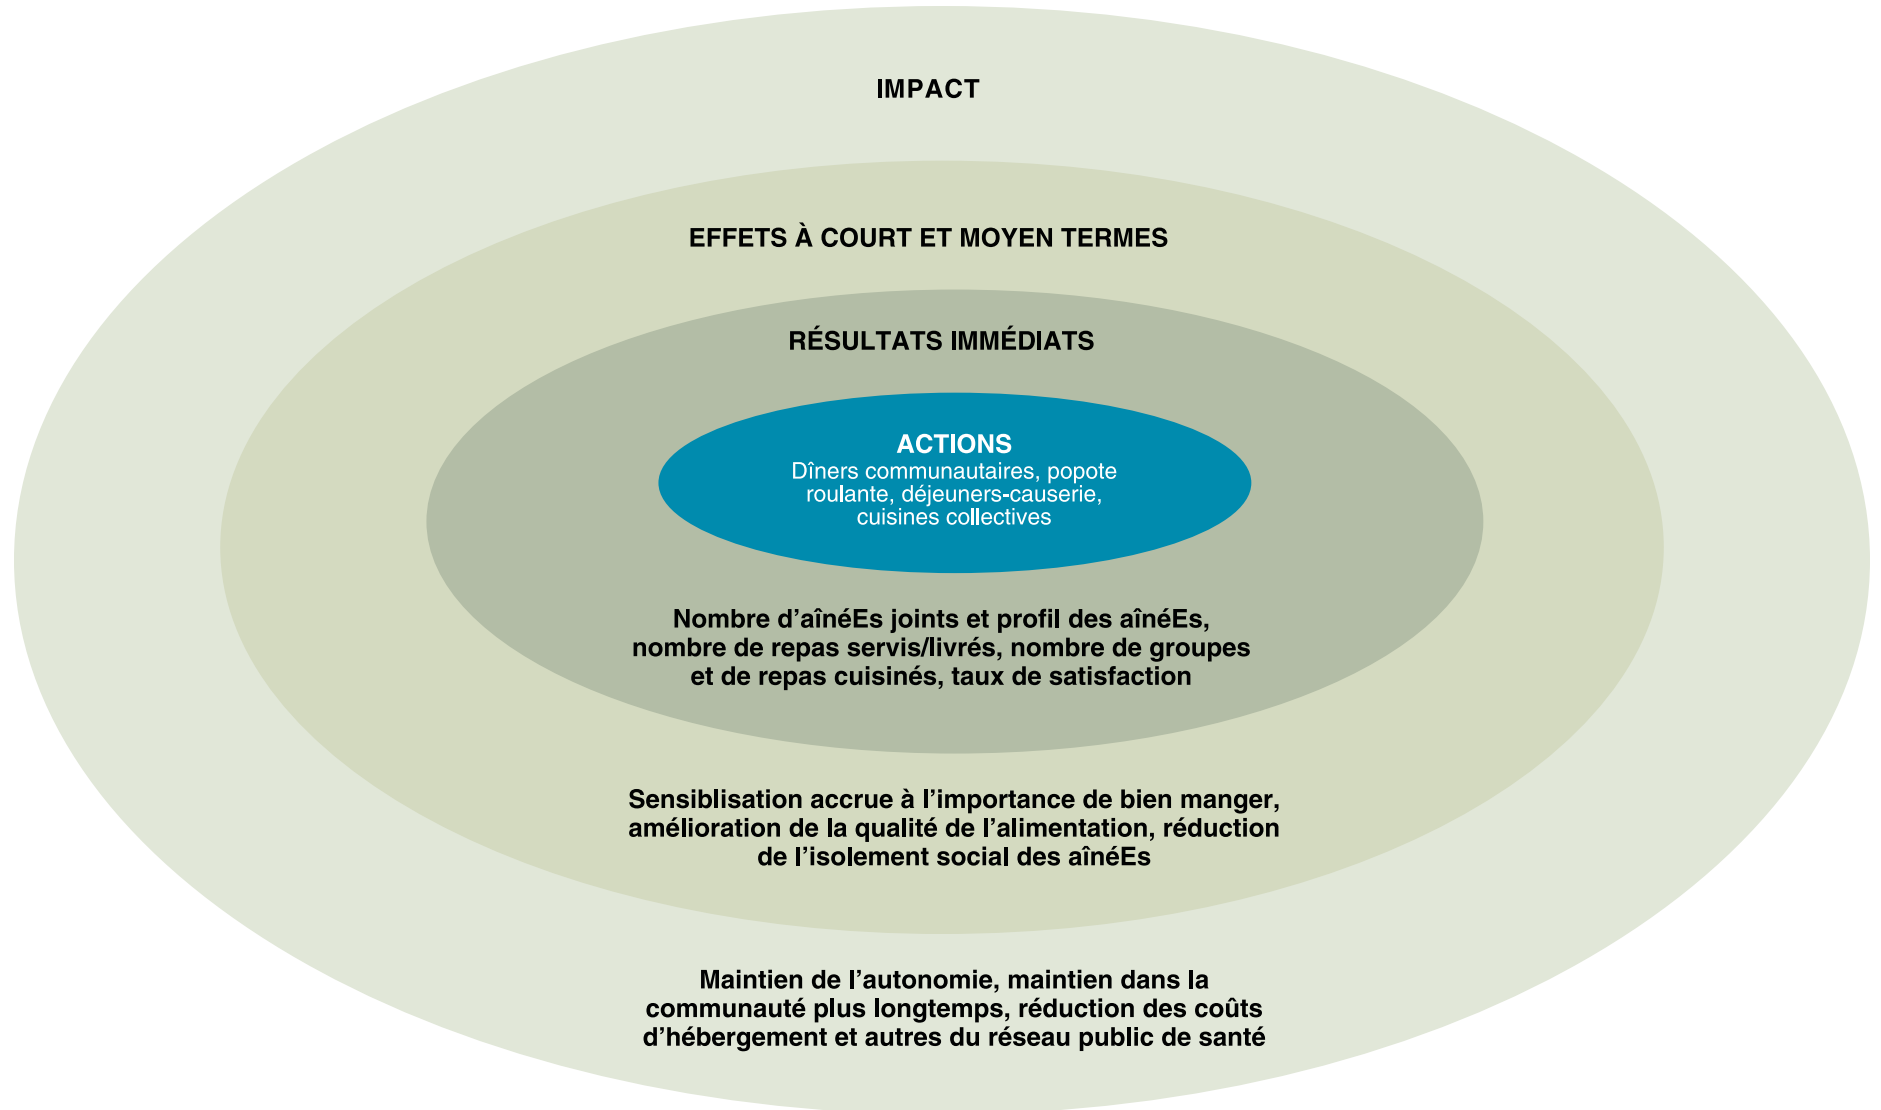 IMPACT
EFFETS À COURT ET MOYEN TERMES
RÉSULTATS IMMÉDIATS
ACTIONS
Dîners communautaires, popote
roulante, déjeuners-causerie,
cuisines collectives
Nombre d’aînéEs joints et profil des aînéEs,
nombre de repas servis/livrés, nombre de groupes
et de repas cuisinés, taux de satisfaction
Sensiblisation accrue à l’importance de bien manger,
amélioration de la qualité de l’alimentation, réduction
de l’isolement social des aînéEs
Maintien de l’autonomie, maintien dans la
communauté plus longtemps, réduction des coûts
d’hébergement et autres du réseau public de santé